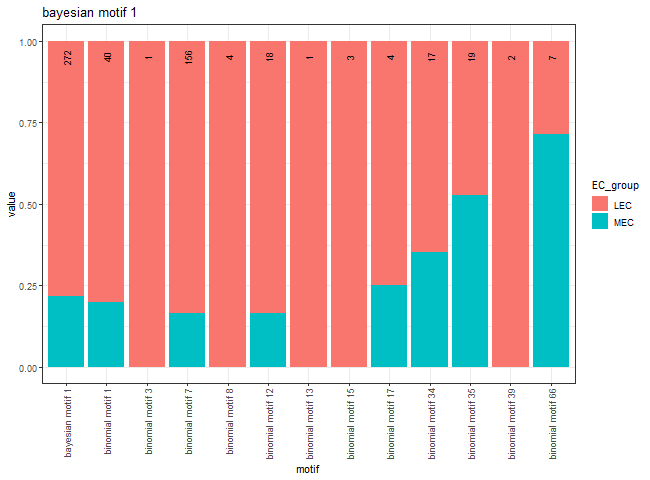 bayesian motif 1
1.00
0.75
0.50
0.25
0.00
value
272
40
1
156
4
18
1
3
4
17
19
2
7
bayesian motif 1
binomial motif 1
binomial motif 3
binomial motif 7
binomial motif 8
binomial motif 12
binomial motif 13
binomial motif 15
binomial motif 17
binomial motif 34
binomial motif 35
binomial motif 39
binomial motif 66
motif
EC_group
LEC
MEC